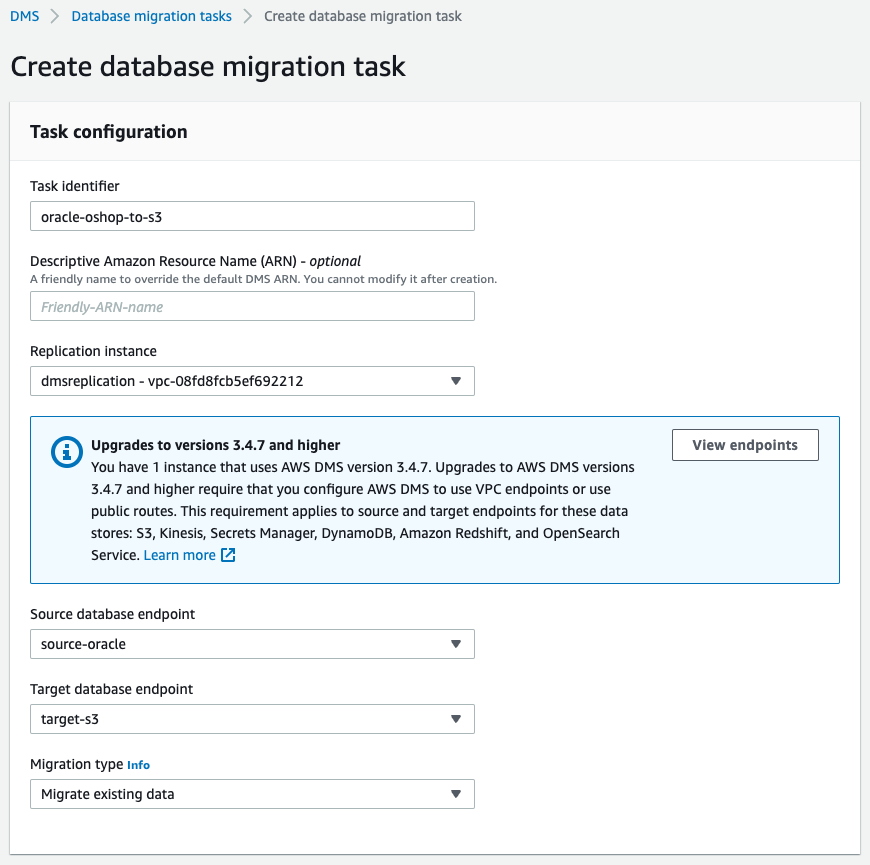 DMS > Database migration tasks > Create database migration task
Create database migration task
Task configuration
Task identifier
oracle-oshop-to-s3
Descriptive Amazon Resource Name (ARN) - optional
A friendly name to override the default DMS ARN. You cannot modify it after creation.
Friendly-ARN-name
Replication instance
dmsreplication - vpc-08fd8fcb5ef692212
Upgrades to versions 3.4.7 and higher
View endpoints
You have 1 instance that uses AWS DMS version 3.4.7. Upgrades to AWS DMS versions
3.4.7 and higher require that you configure AWS DMS to use VPC endpoints or use
public routes. This requirement applies to source and target endpoints for these data
stores: S3, Kinesis, Secrets Manager, DynamoDB, Amazon Redshift, and OpenSearch
Service. Learn more
Source database endpoint
source-oracle
Target database endpoint
target-s3
Migration type Info
Migrate existing data